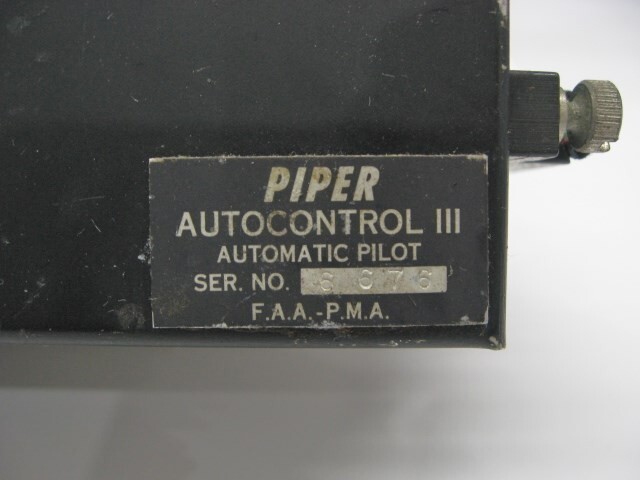 PIPER
AUTOCONTROL III
AUTOMATIC PILOT
SER. NO.
F.A.A.-P.M.A.